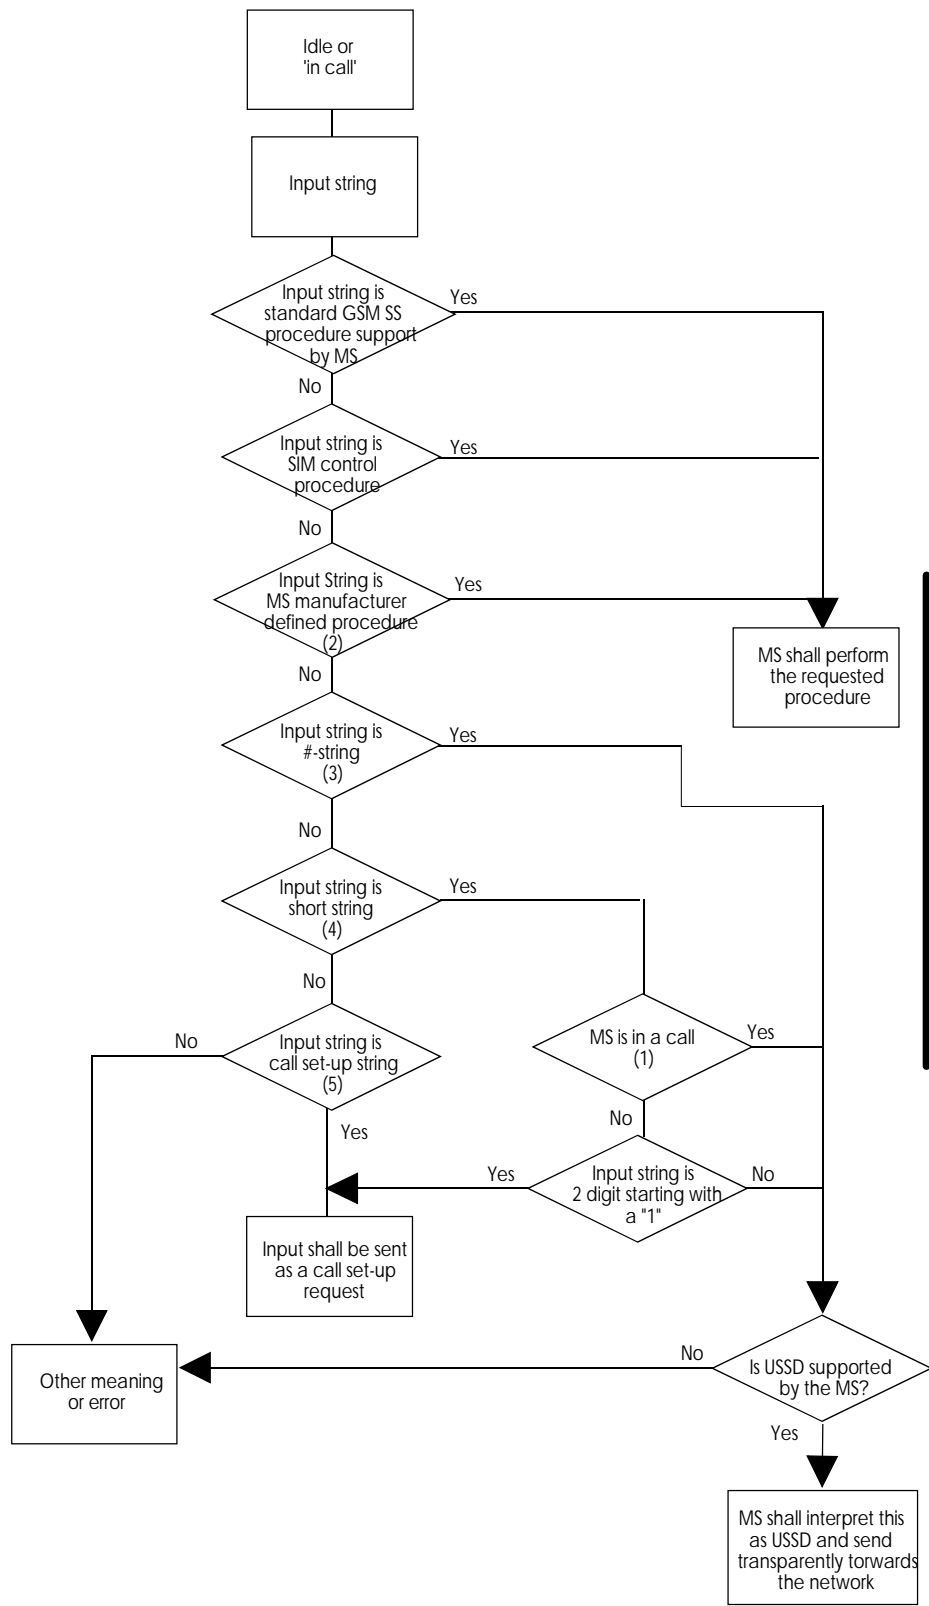 Idle or
'in call'
Input string
Input string is
standard GSM SS
procedure support
by MS
Yes
No
Input string is
SIM control
procedure
Yes
No
Input String is
MS manufacturer
defined procedure
(2)
Yes
MS shall perform
the requested
procedure
No
Input string is
#-string
(3)
Yes
No
Input string is
short string
(4)
Yes
No
Input string is
call set-up string
(5)
No
Yes
MS is in a call
(1)
Yes
No
Input string is
2 digit starting with
a "1"
Yes
No
Input shall be sent
as a call set-up
request
Is USSD supported
by the MS?
No
Yes
Other meaning
or error
MS shall interpret this
as USSD and send
transparently torwards
the network